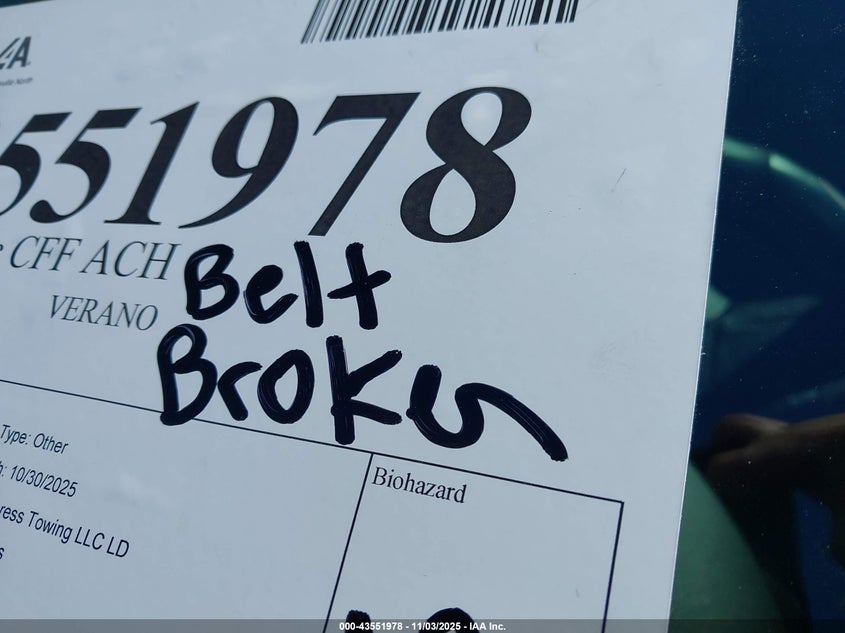 551978
CFF ACH
VERANO
Belt
Broken
Type: Other
10/30/2025
Towing LLC LD
Biohazard
000-43551978 - 11/03/2025 - IAA Inc.